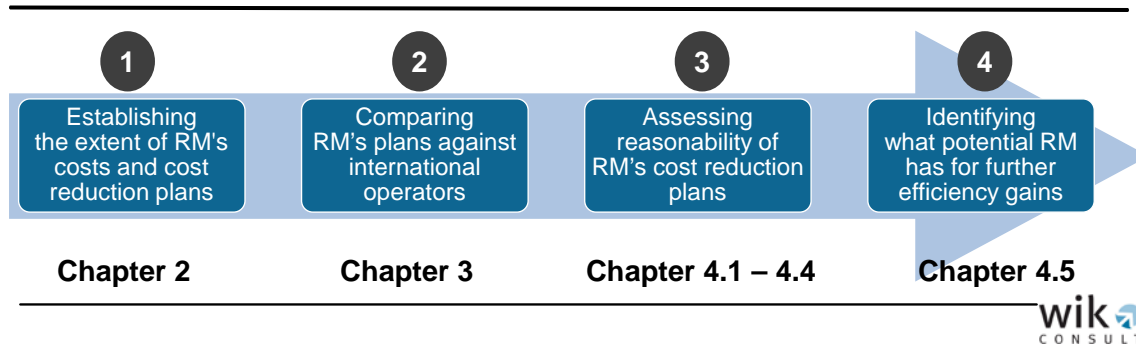 1
2
3
4
Establishing
the extent of RM's
costs and cost
reduction plans
Comparing
RM's plans against
international
operators
Assessing
reasonability of
RM's cost reduction
plans
Identifying
what potential RM
has for further
efficiency gains
Chapter 2
Chapter 3
Chapter 4.1 – 4.4
Chapter 4.5
wik
CONSULT